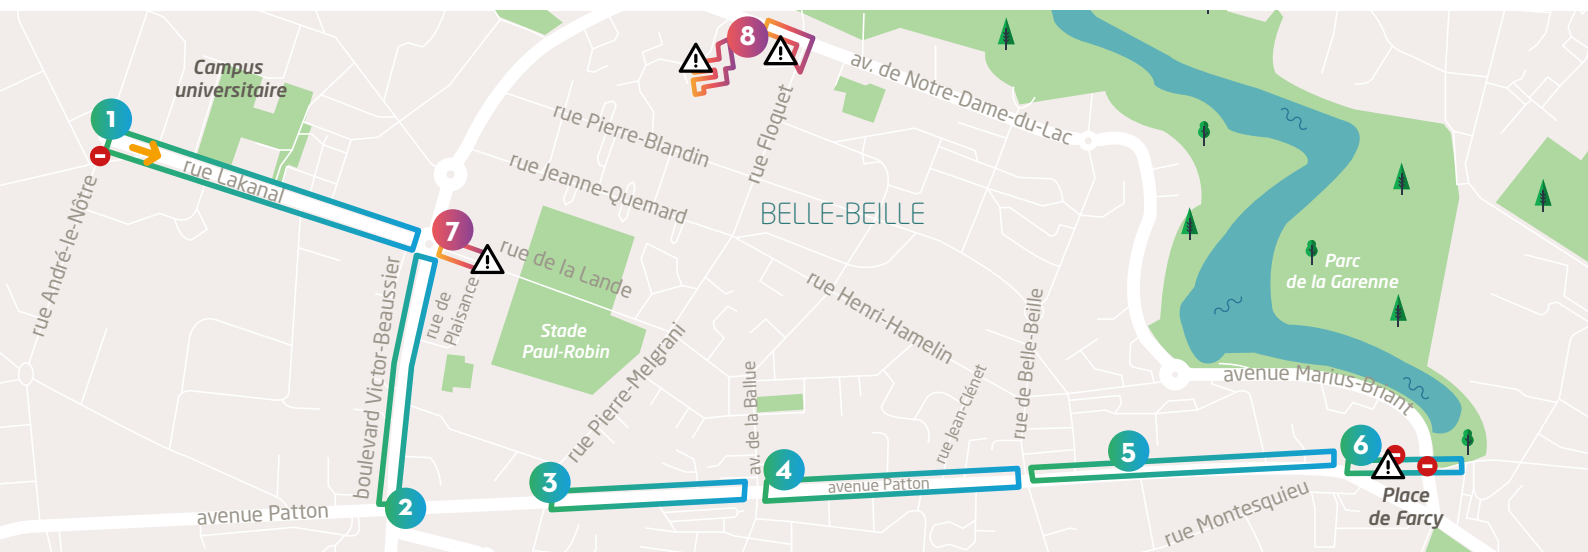 8
av. de Notre-Dame-du-Lac
Campus
universitaire
1
rue Pierre-Blandin
rue Floquet
rue Lakanal
rue Jeanne-Quemard
BELLE-BEILLE
rue André-le-Nôtre
7
rue de la Lande
Parc
de la Garenne
rue de
Plaisance
boulevard Victor-Beaussier
rue Henri-Hamelin
Stade
Paul-Robin
rue Pierre-Melgrani
rue de Belle-Beille
av. de la Ballue
rue Jean-Clénet
avenue Marius-Briant
2
3
4
5
6
avenue Patton
avenue Patton
rue Montesquieu
Place
de Farcy